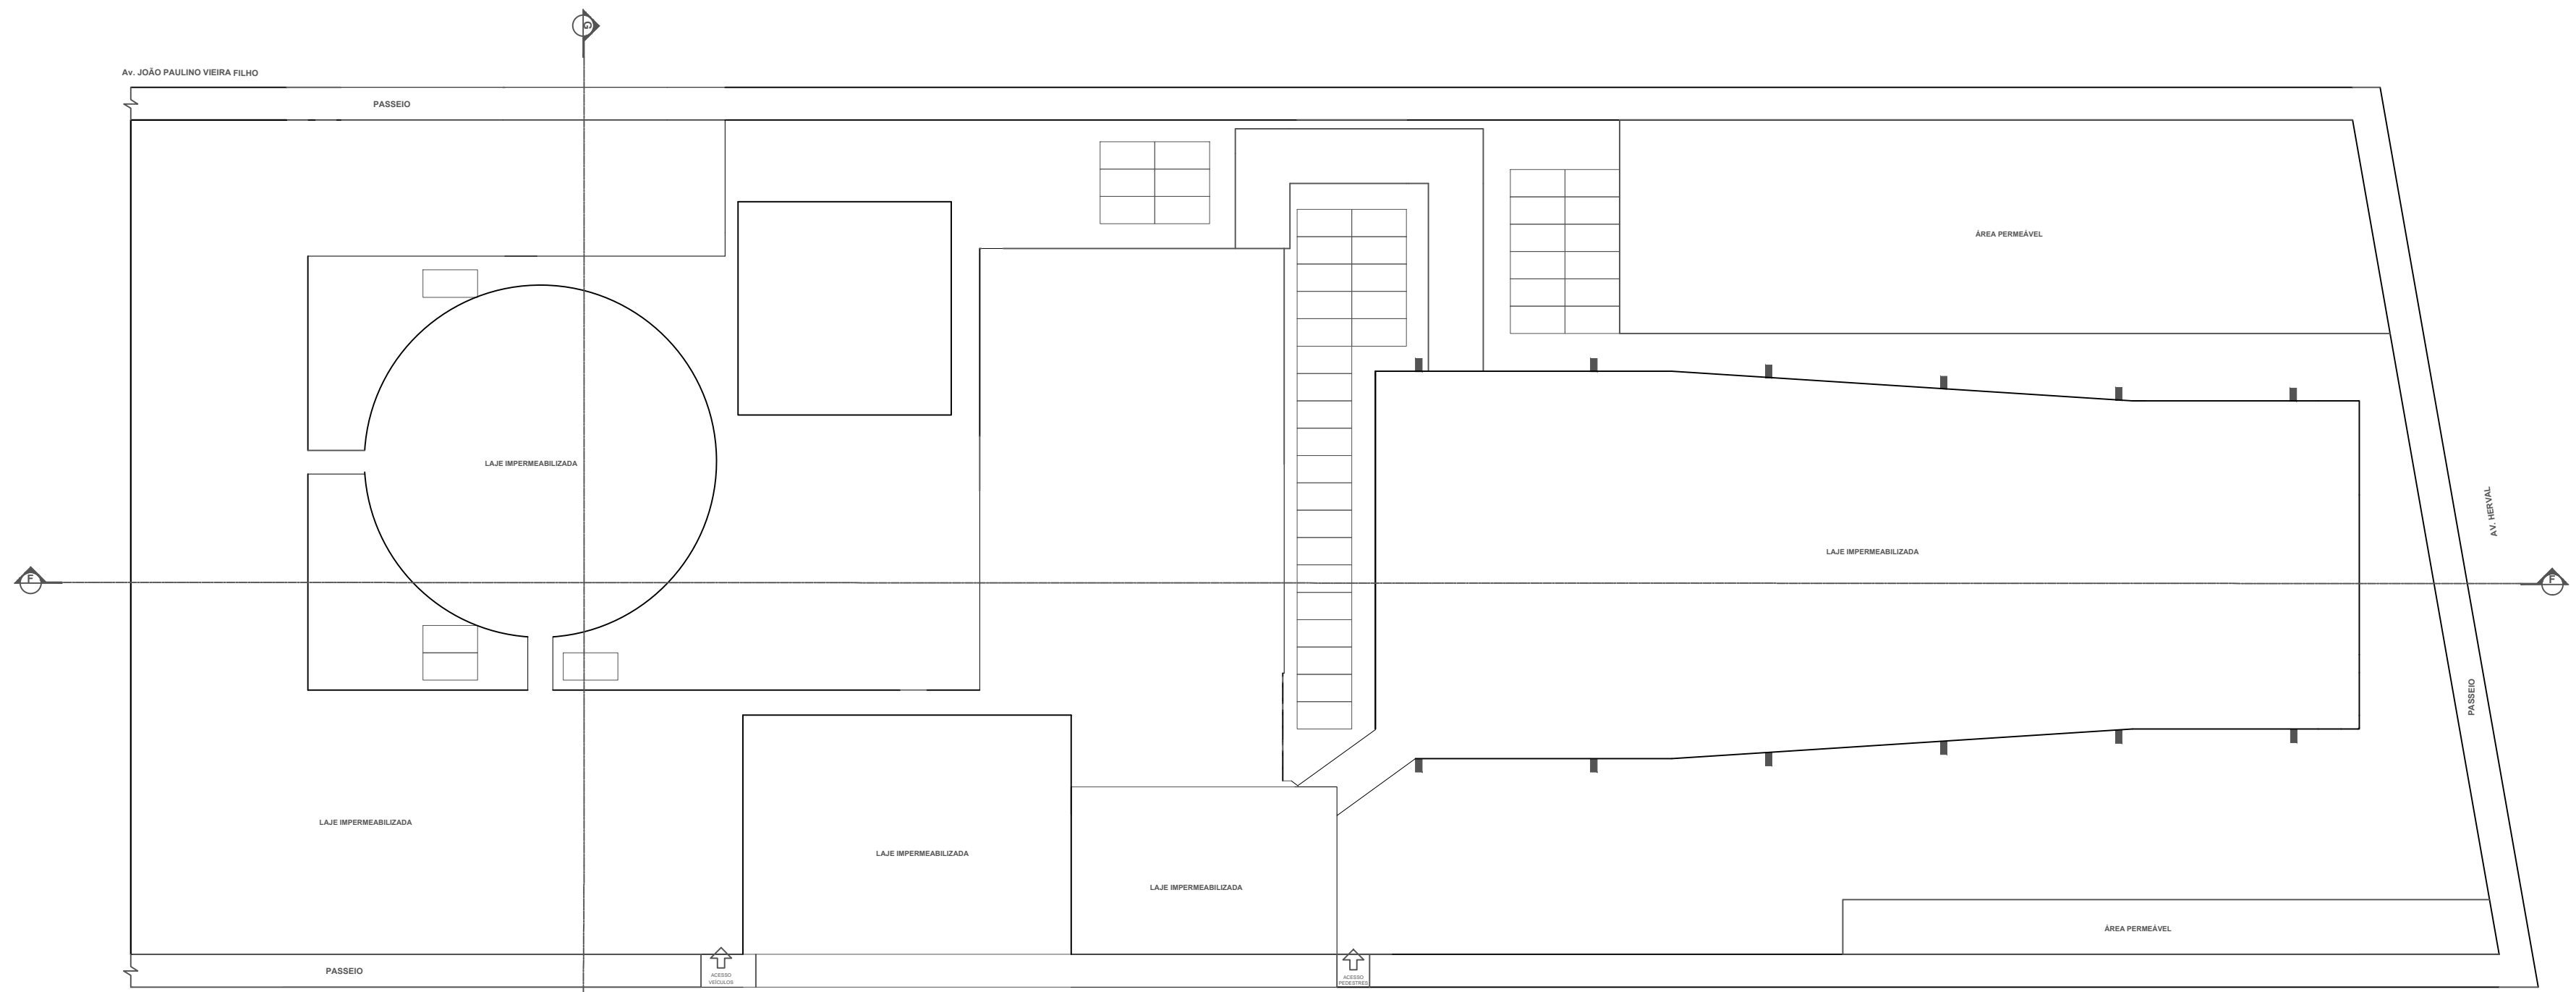 G
Av. JOÃO PAULINO VIEIRA FILHO
PASSEIO
ÁREA PERMEÁVEL
LAJE IMPERMEABILIZADA
AV. HERVAL
LAJE IMPERMEABILIZADA
F
F
PASSEIO
LAJE IMPERMEABILIZADA
LAJE IMPERMEABILIZADA
LAJE IMPERMEABILIZADA
ÁREA PERMEÁVEL
PASSEIO
ACESSO
VEÍCULOS
ACESSO
PEDESTRES